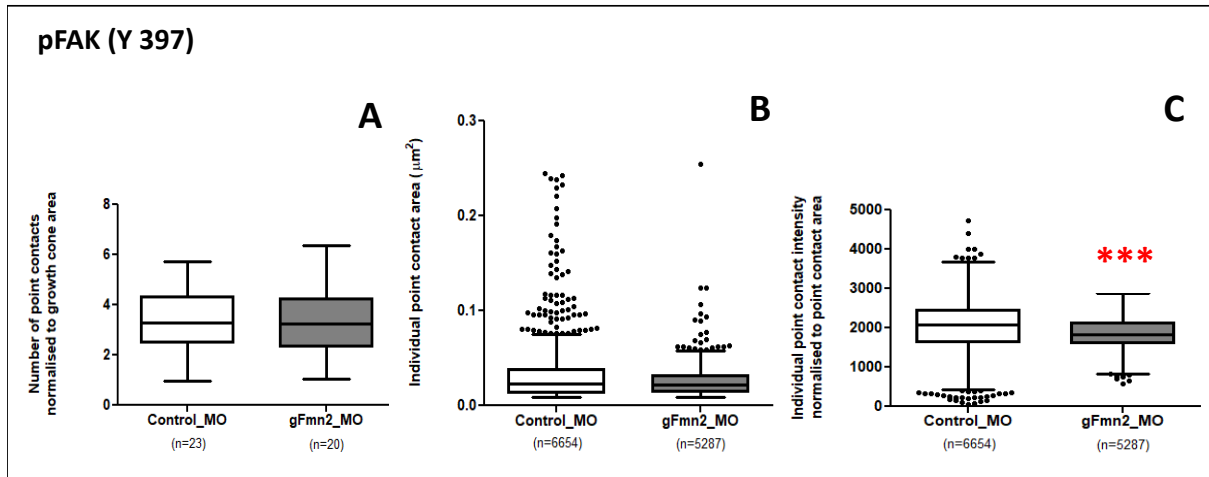 pFAK (Y 397)
A
Number of point contacts
normalised to growth cone area
8
6
4
2
0
Control_MO
gFmn2_MO
(n=23)
(n=20)
B
Individual point contact area ( μm²)
0.3
0.2
0.1
0.0
Control_MO
gFmn2_MO
(n=6654)
(n=5287)
C
Individual point contact intensity
normalised to point contact area
5000
4000
3000
2000
1000
0
***
Control_MO
gFmn2_MO
(n=6654)
(n=5287)